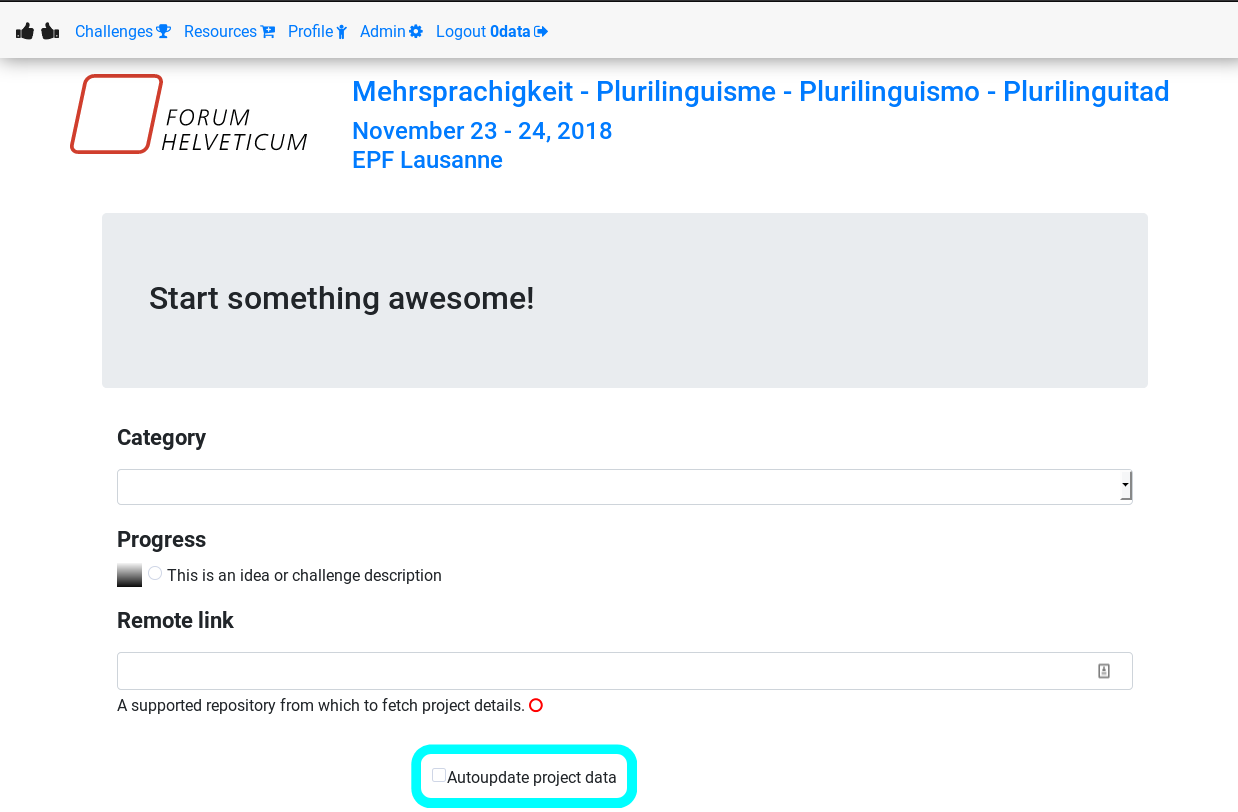 Challenges Resources Profile Admin Logout 0data
FORUM
HELVETICUM
Mehrsprachigkeit - Plurilinguisme - Plurilinguismo - Plurilinguitad
November 23 - 24, 2018
EPF Lausanne
Start something awesome!
Category
Progress
This is an idea or challenge description
Remote link
A supported repository from which to fetch project details.
Autoupdate project data